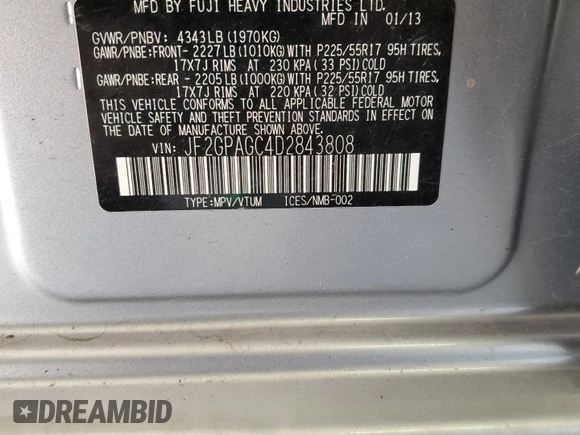 MFD BY FUJI HEAVY INDUSTRIES LTD.
MFD IN 01/13
GVWR/PNBV: 4343LB (1970KG)
GAWR/PNBE:FRONT- 2227LB(1010KG)WITH P225/55R17 95H TIRES,
17X7J RIMS AT 230 KPA (33 PSI)COLD
GAWR/PNBE:REAR - 2205LB(1000KG)WITH P225/55R17 95H TIRES,
17X7J RIMS AT 220 KPA (32 PSI)COLD
THIS VEHICLE CONFORMS TO ALL APPLICABLE FEDERAL MOTOR
VEHICLE SAFETY AND THEFT PREVENTION STANDARDS IN EFFECT ON
THE DATE OF MANUFACTURE SHOWN ABOVE.
VIN: JF2GPAGC4D2843808
TYPE:MPV/VTUM ICES/NMB-002
DREAMBID